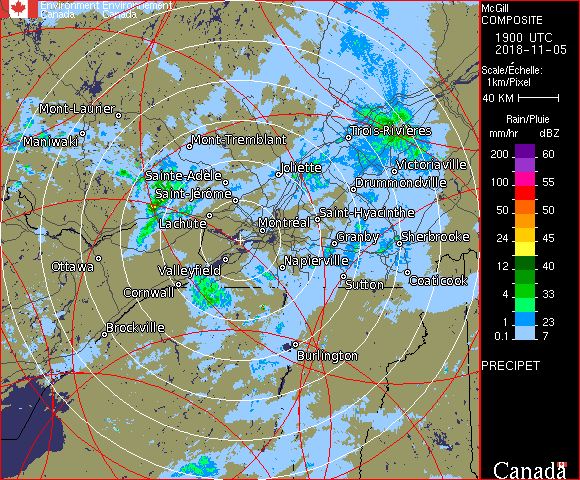 Environment Environnement
Canada Canada
McGill
COMPOSITE
1900 UTC
2018-11-05
Scale/Échelle:
1km/Pixel
40 KM
Rain/Pluie
mm/hr dBZ
200 60
100 55
50 50
24 45
12 40
4 33
1 23
0.1 7
PRECIPET
Canada
Mont-Laurier
Maniwaki
Mont-Tremblant
Trois-Rivières
Joliette
Victoriaville
Sainte-Adèle
Drummondville
Saint-Jérôme
Saint-Hyacinthe
Lachute
Montréal
Granby
Sherbrooke
Ottawa
Valleyfield
Napierville
Coaticook
Cornwall
Sutton
Brockville
Burlington